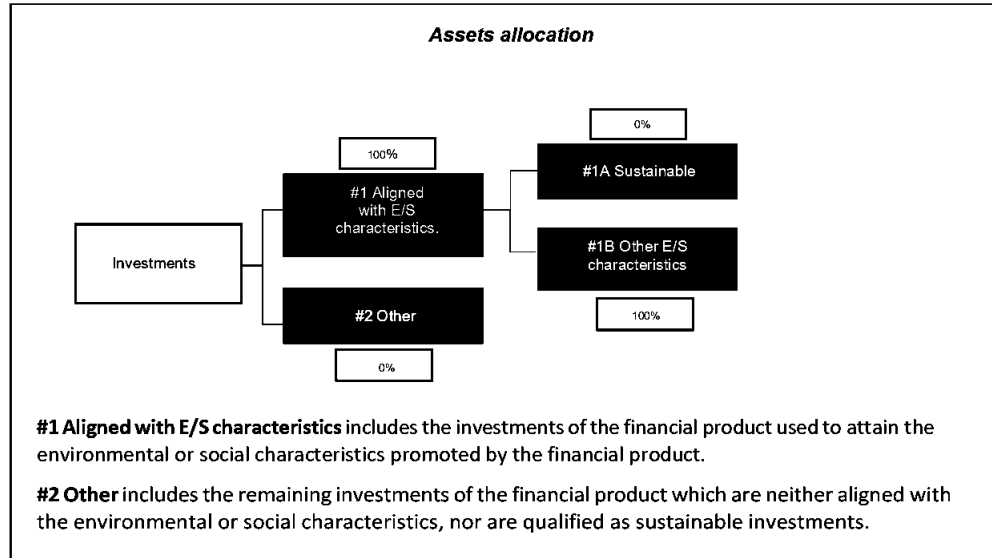 Assets allocation
0%
100%
#1A Sustainable
#1 Aligned
with E/S
characteristics.
#1B Other E/S
characteristics
Investments
#2 Other
100%
0%
#1 Aligned with E/S characteristics includes the investments of the financial product used to attain the
environmental or social characteristics promoted by the financial product.
#2 Other includes the remaining investments of the financial product which are neither aligned with
the environmental or social characteristics, nor are qualified as sustainable investments.